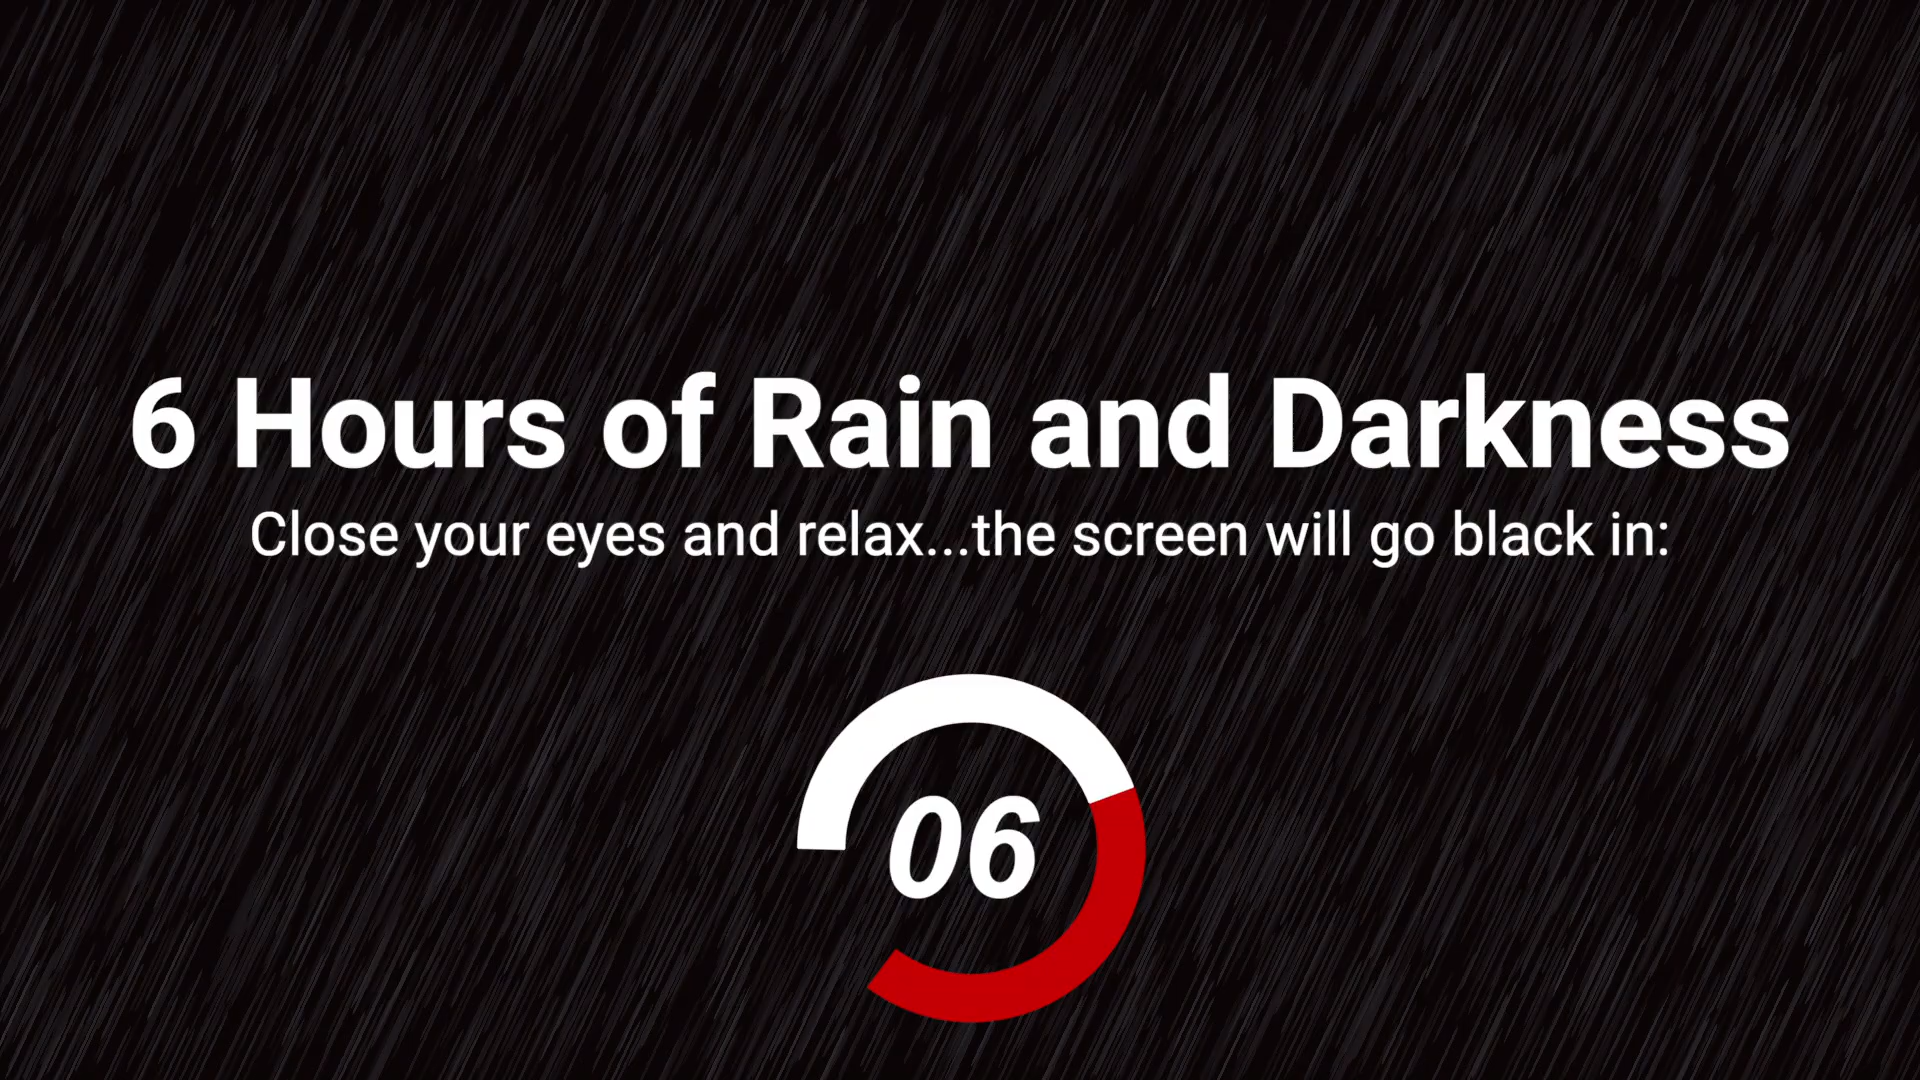 6 Hours of Rain and Darkness
Close your eyes and relax...the screen will go black in:
06